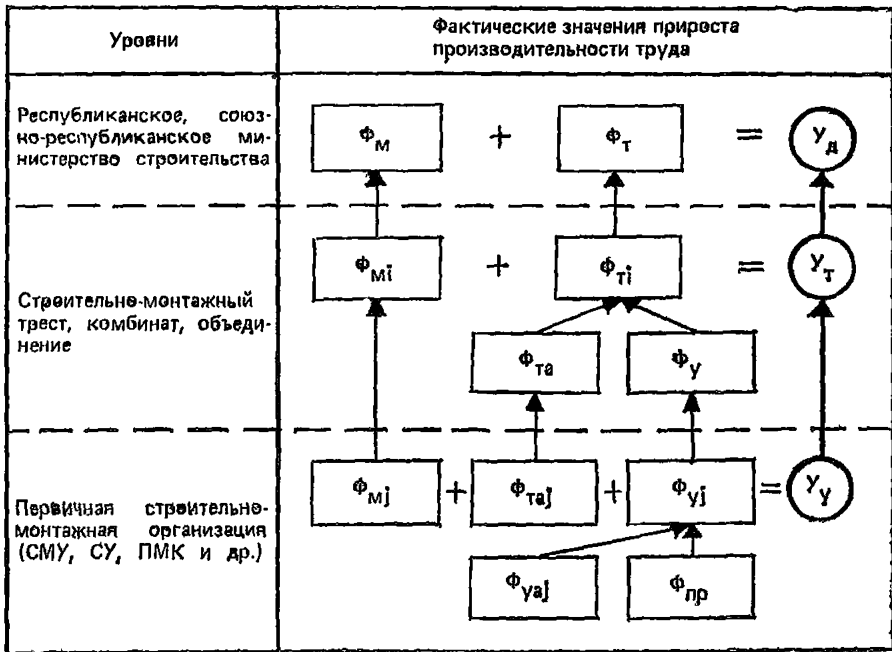 Уровни
Фактические значения прироста
производительности труда
Республиканское, союз-
но-республиканское ми-
нистерство строительства
Фм + Фт = Уд
Строительно-монтажный
трест, комбинат, объеди-
нение
Фмi + Фтi = Ут
Фта Фу
Первичная строительно-
монтажная организация
(СМУ, СУ, ПМК и др.)
Фмj + Фтаj + Фуj = Уу
Фуаj Фпр